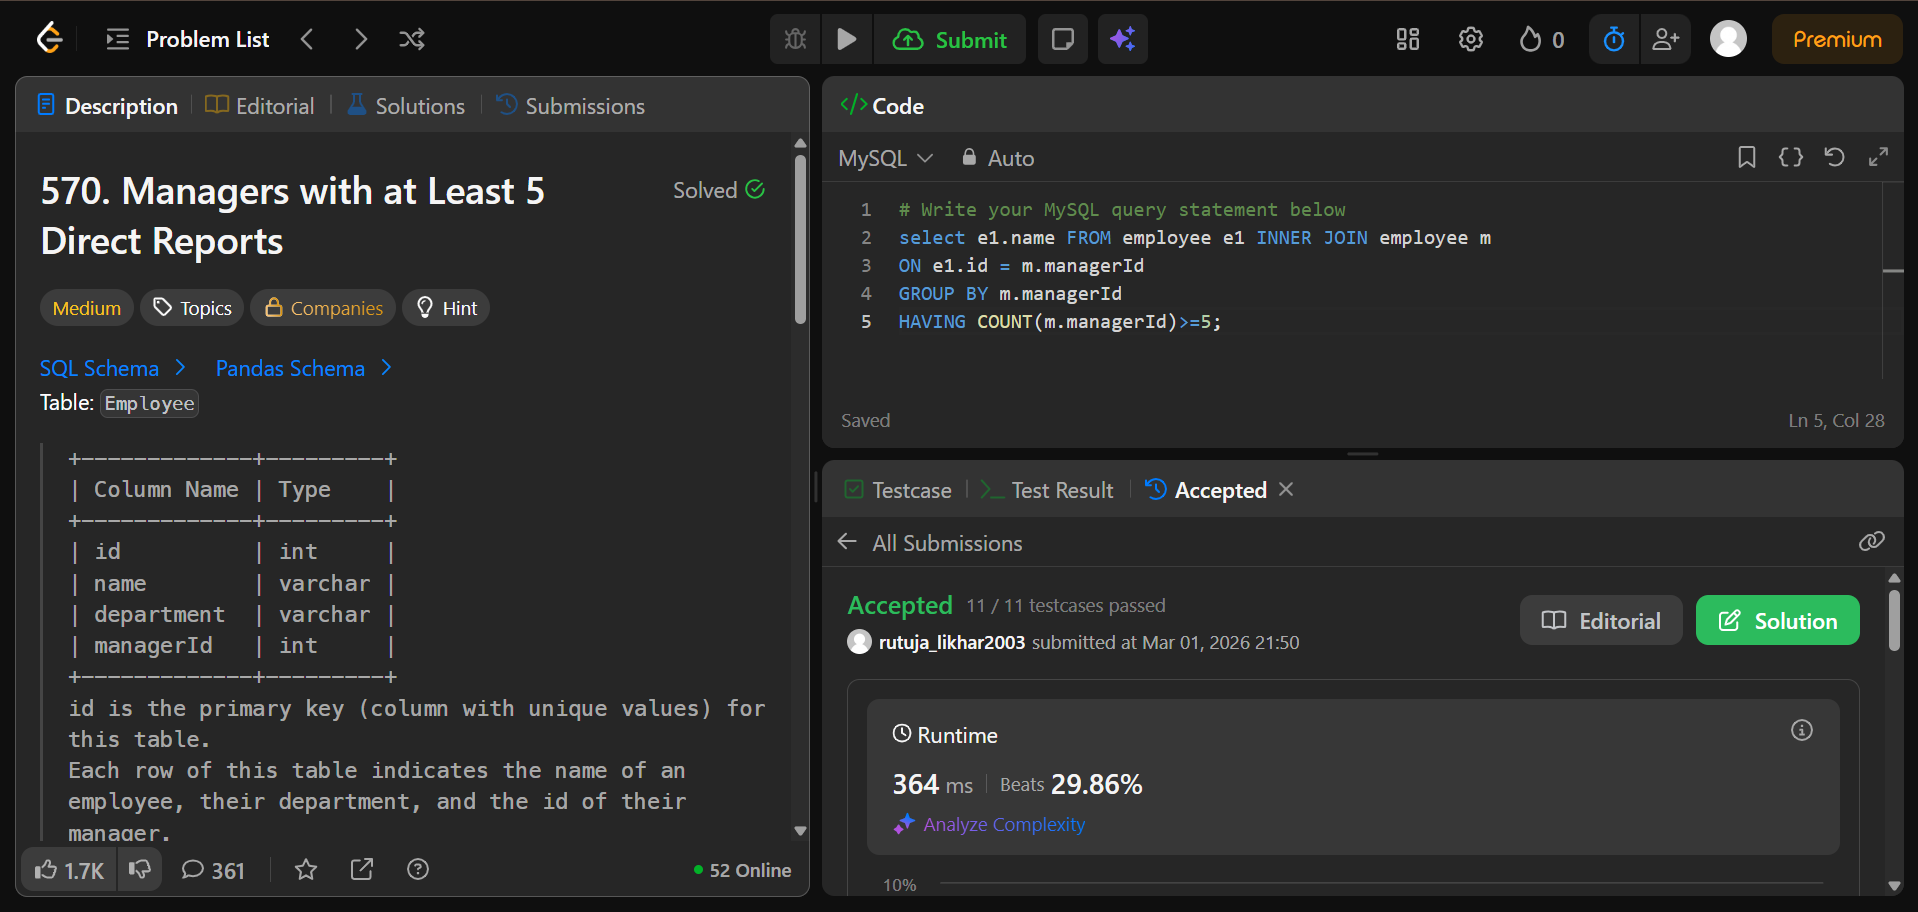 Problem List
Submit
0
Premium
Description
Editorial
Solutions
Submissions
570. Managers with at Least 5
Direct Reports
Solved
Medium
Topics
Companies
Hint
SQL Schema
Pandas Schema
Table: Employee
+-------------+---------+
| Column Name | Type    |
+-------------+---------+
| id          | int     |
| name        | varchar |
| department  | varchar |
| managerId   | int     |
+-------------+---------+
id is the primary key (column with unique values) for
this table.
Each row of this table indicates the name of an
employee, their department, and the id of their
manager.
1.7K
361
52 Online
</> Code
MySQL
Auto
1 # Write your MySQL query statement below
2 select e1.name FROM employee e1 INNER JOIN employee m
3 ON e1.id = m.managerId
4 GROUP BY m.managerId
5 HAVING COUNT(m.managerId)>=5;
Saved
Ln 5, Col 28
Testcase
Test Result
Accepted
All Submissions
Accepted 11 / 11 testcases passed
rutuja_likhar2003 submitted at Mar 01, 2026 21:50
Editorial
Solution
Runtime
364 ms
Beats 29.86%
Analyze Complexity
10%